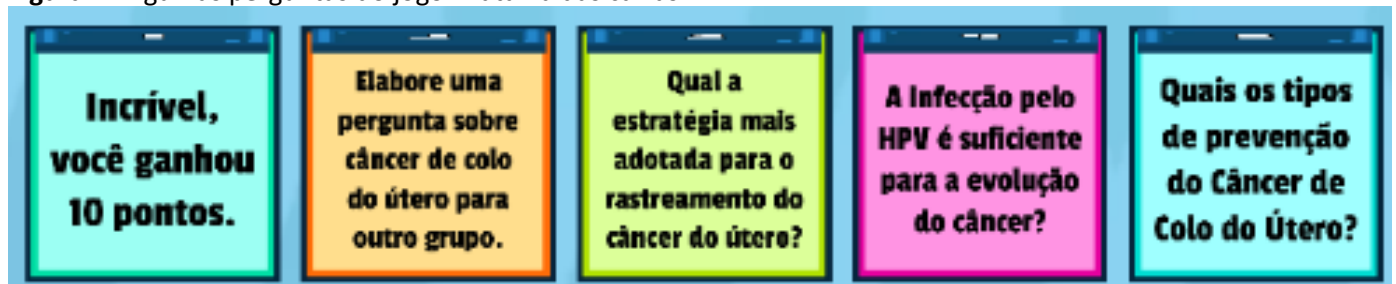 Incrível,
você ganhou
10 pontos.
Elabore uma
pergunta sobre
câncer de colo
do útero para
outro grupo.
Qual a
estratégia mais
adotada para o
rastreamento do
câncer do útero?
A Infecção pelo
HPV é suficiente
para a evolução
do câncer?
Quais os tipos
de prevenção
do Câncer de
Colo do Útero?